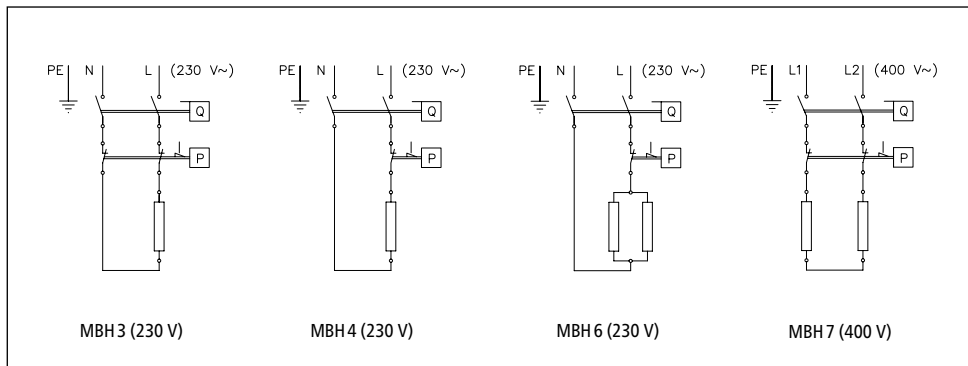 PE N L (230 V~)
Q
P
MBH 3 (230 V)
PE N L (230 V~)
Q
P
MBH 4 (230 V)
PE N L (230 V~)
Q
P
MBH 6 (230 V)
PE L1 L2 (400 V~)
Q
P
MBH 7 (400 V)